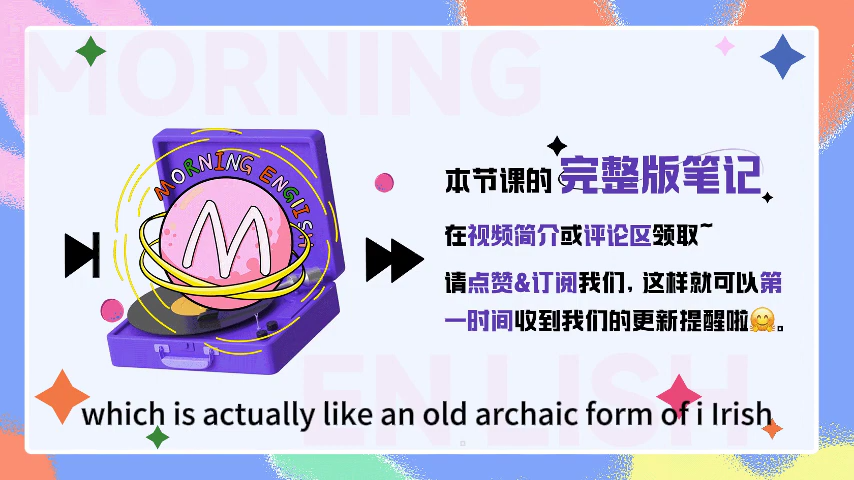 MORNING
MORNING ENGLISH
M
本节课的 完整版笔记
在视频简介或评论区领取~
请点赞&订阅我们，这样就可以第
一时间收到我们的更新提醒啦🤗。
EN LISH
which is actually like an old archaic form of i Irish